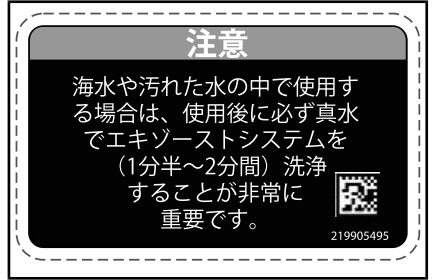 注意
海水や汚れた水の中で使用す
る場合は、使用後に必ず真水
でエキゾーストシステムを
（1分半～2分間）洗浄
することが非常に
重要です。
219905495